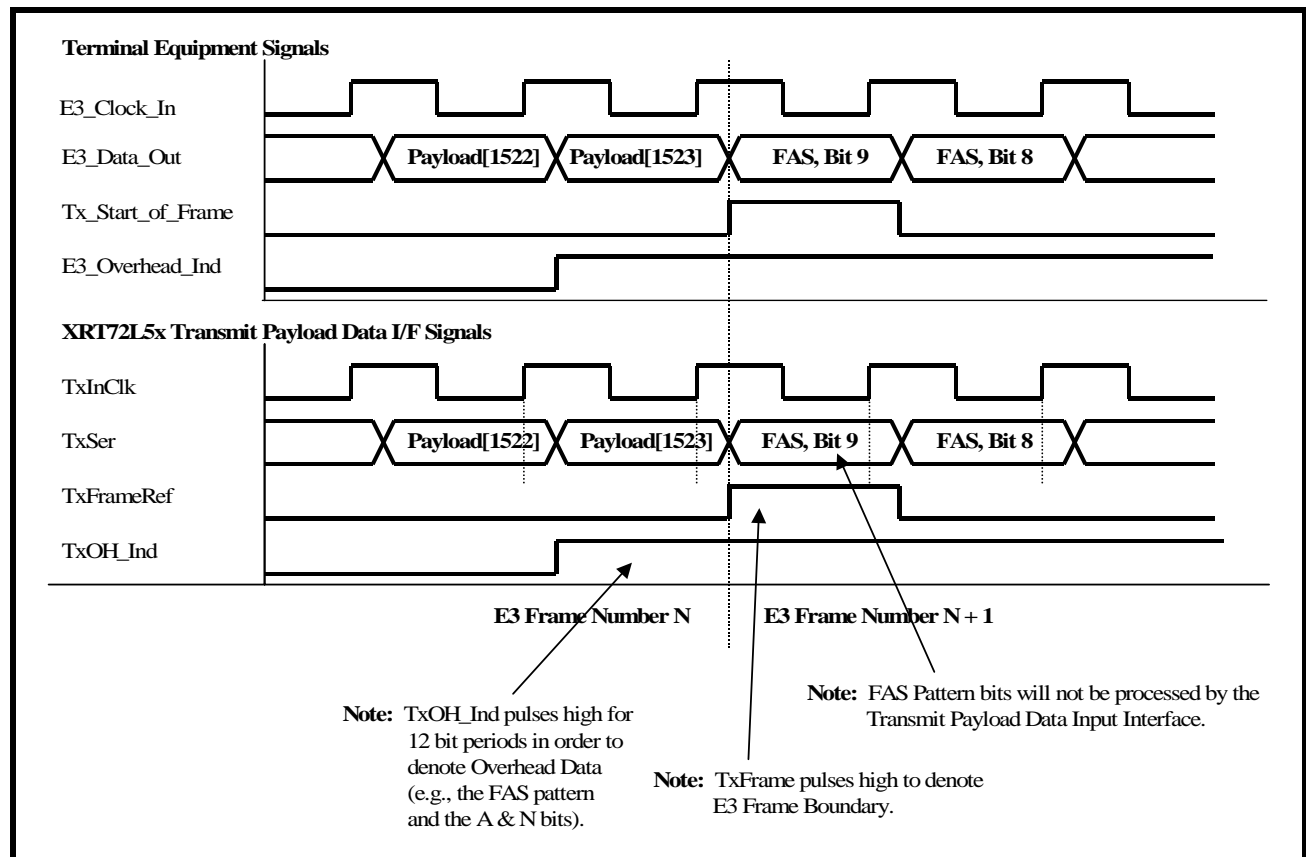 Terminal Equipment Signals
E3_Clock_In
E3_Data_Out
Payload[1522]
Payload[1523]
FAS, Bit 9
FAS, Bit 8
Tx_Start_of_Frame
E3_Overhead_Ind
XRT72L5x Transmit Payload Data I/F Signals
TxInClk
TxSer
Payload[1522]
Payload[1523]
FAS, Bit 9
FAS, Bit 8
TxFrameRef
TxOH_Ind
E3 Frame Number N
E3 Frame Number N + 1
Note: FAS Pattern bits will not be processed by the
Transmit Payload Data Input Interface.
Note: TxOH_Ind pulses high for
12 bit periods in order to
denote Overhead Data
(e.g., the FAS pattern
and the A & N bits).
Note: TxFrame pulses high to denote
E3 Frame Boundary.